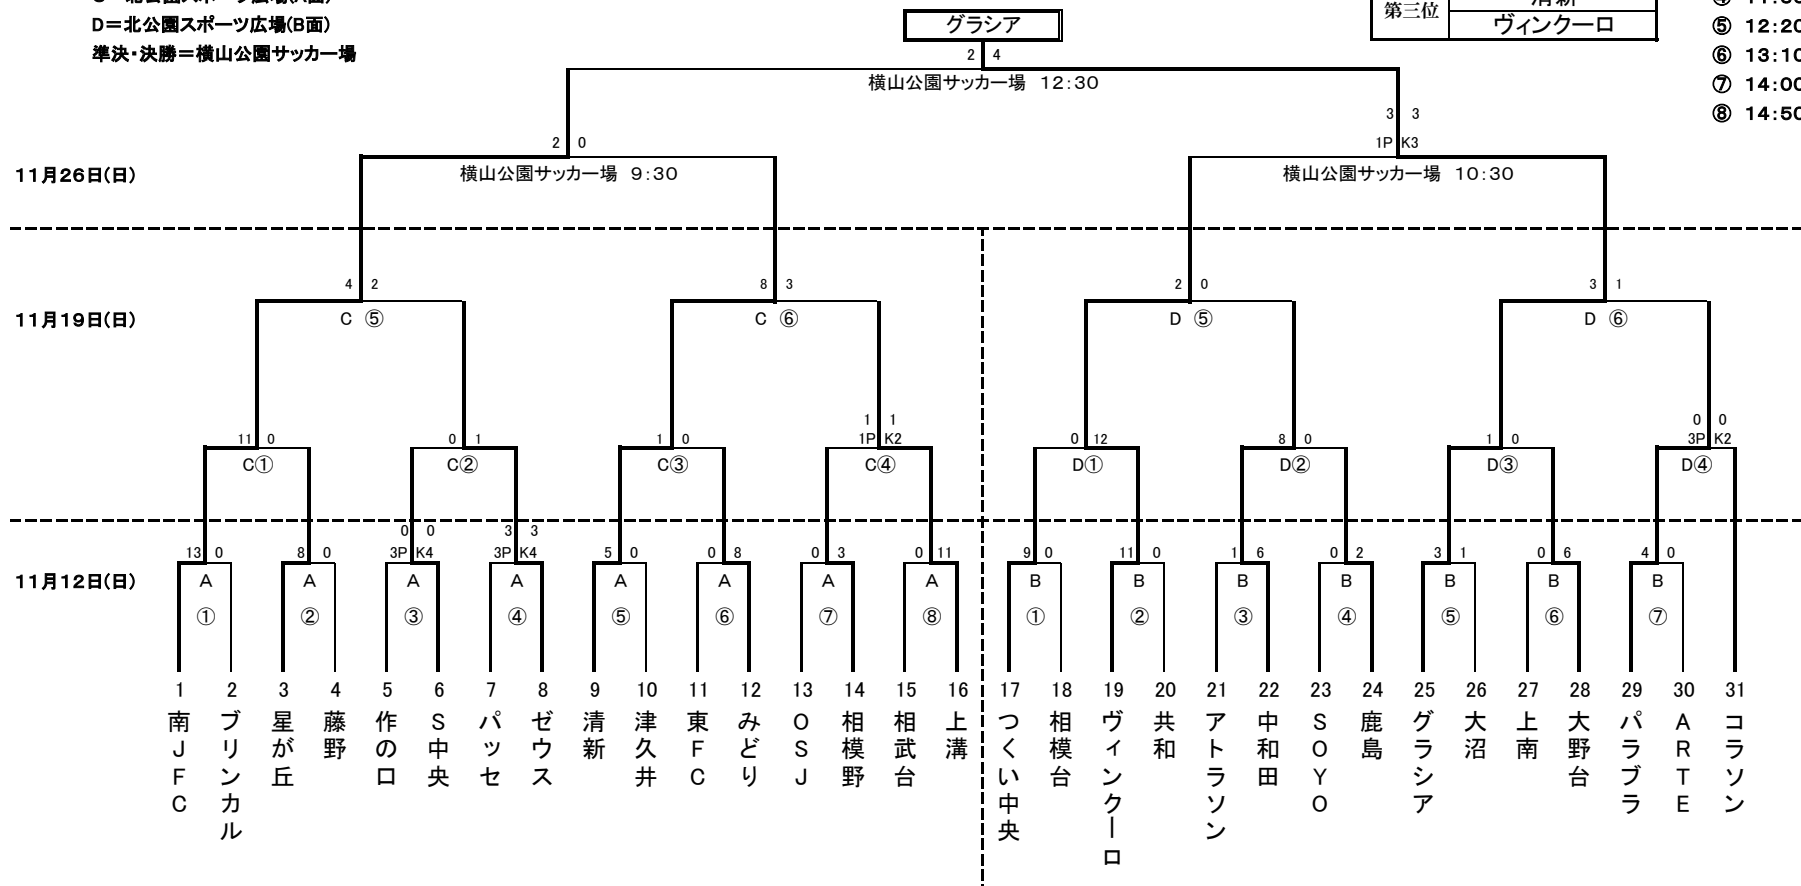 D=北公園スポーツ広場(B面)
準決・決勝=横山公園サッカー場
グラシア
第三位
ヴィンクーロ
⑤ 12:20
⑥ 13:10
⑦ 14:00
⑧ 14:50
2 4
横山公園サッカー場 12:30
3 3
1P K3
2 0
11月26日(日)
横山公園サッカー場 9:30
横山公園サッカー場 10:30
4 2
8 3
2 0
3 1
11月19日(日)
C ⑤
C ⑥
D ⑤
D ⑥
1 1
0 0
11 0
0 1
1 0
1P K2
0 12
8 0
1 0
3P K2
C①
C②
C③
C④
D①
D②
D③
D④
0 0
3 3
13 0
8 0
3P K4
3P K4
5 0
0 8
0 3
0 11
9 0
11 0
1 6
0 2
3 1
0 6
4 0
11月12日(日)
A ①
A ②
A ③
A ④
A ⑤
A ⑥
A ⑦
A ⑧
B ①
B ②
B ③
B ④
B ⑤
B ⑥
B ⑦
1 南JFC
2 ブリンカル
3 星が丘
4 藤野
5 作の口
6 S中央
7 パッセ
8 ゼウス
9 清新
10 津久井
11 東FC
12 みどり
13 OSJ
14 相模野
15 相武台
16 上溝
17 つくい中央
18 相模台
19 ヴィンクーロ
20 共和
21 アトラソン
22 中和田
23 SOYO
24 鹿島
25 グラシア
26 大沼
27 上南
28 大野台
29 パラブラ
30 ARTE
31 コラソン